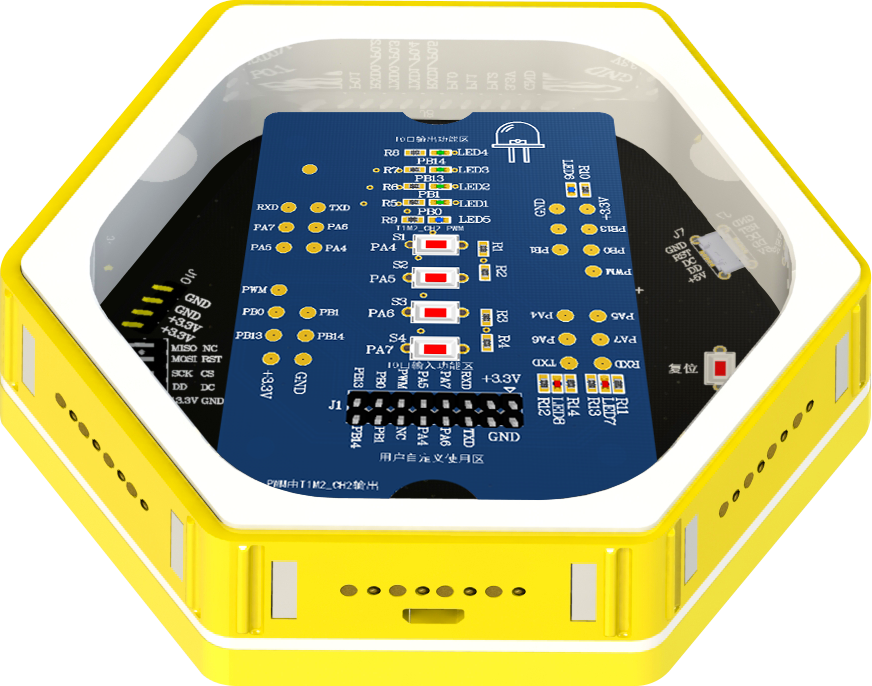 IO口输出功能区
R8 LED4
PB14
R7 LED3
PB13
R6 LED2
PB1
R5 LED1
PB0
R9 LED5
TIM2_CH2 PWM
S1
PA4
R1
S2
PA5
R2
S3
PA6
R3
S4
PA7
R4
IO口输入功能区
RXD TXD
PA7 PA6
PA5 PA4
PWM
PB0 PB1
PB13 PB14
+3.3V GND
LED6 R10
GND +3.3V
PB14 PB13
PB1 PB0
PWM
PA4 PA5
PA6 PA7
TXD RXD
R12 LED8 R14 R13 LED7 R11
PB13 PB0 PWM PA5 PA7 RXD +3.3V
J1
PB14 PB1 NC PA4 PA6 TXD GND
用户自定义使用区
PWM由TIM2_CH2输出
J10
GND
GND
+3.3V
+3.3V
MISO NC
MOSI RST
SCK CS
DD DC
+3.3V GND
J7
GND
RST
DC
DD
+5V
复位